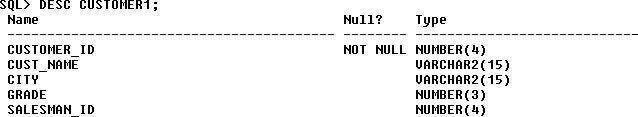 SQL> DESC CUSTOMER1;
Name Null? Type
----------------------------------------- -------- ----------------------------
CUSTOMER_ID NOT NULL NUMBER(4)
CUST_NAME VARCHAR2(15)
CITY VARCHAR2(15)
GRADE NUMBER(3)
SALESMAN_ID NUMBER(4)